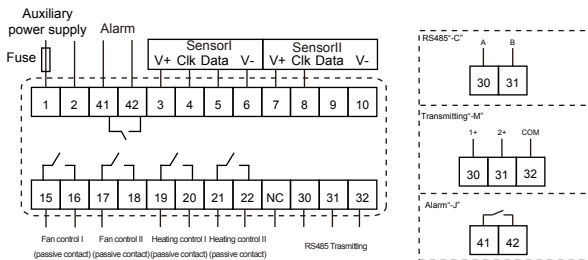 Auxiliary
power supply Alarm
SensorI SensorII
Fuse V+ Clk Data V- V+ Clk Data V-
1 2 41 42 3 4 5 6 7 8 9 10
15 16 17 18 19 20 21 22 NC 30 31 32
Fan control I Fan control II Heating control I Heating control II RS485 Trasmitting
(passive contact) (passive contact) (passive contact) (passive contact)
RS485"-C"
A B
30 31
Transmitting"-M"
1+ 2+ COM
30 31 32
Alarm"-J"
41 42